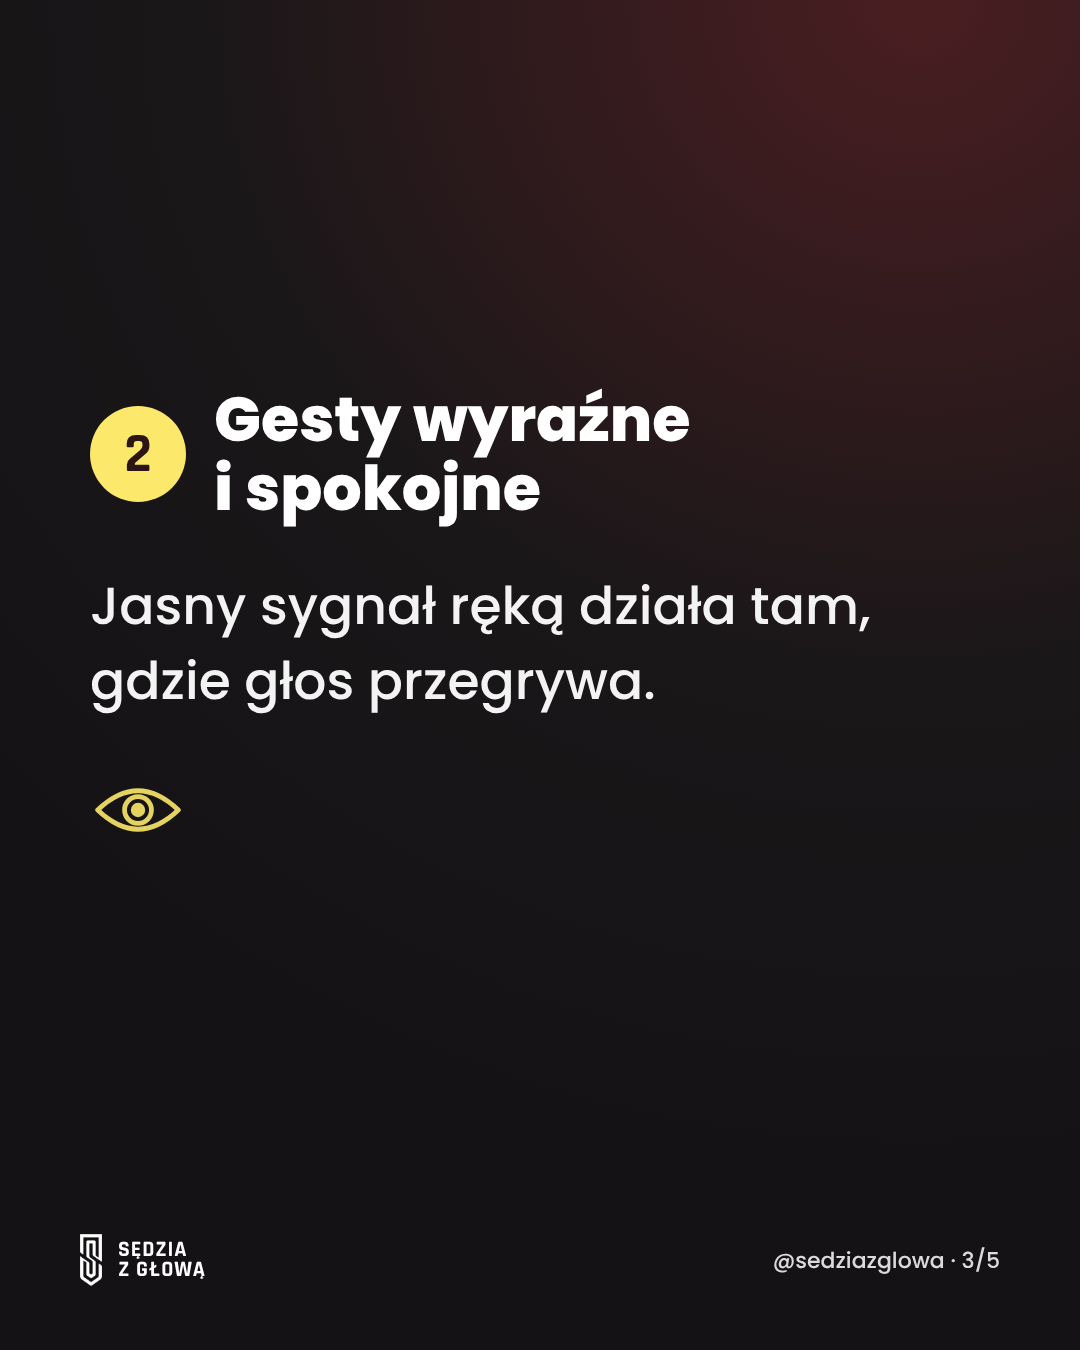 2
Gesty wyraźne
i spokojne
Jasny sygnał ręką działa tam,
gdzie głos przegrywa.
SĘDZIA
Z GŁOWĄ
@sedziazglowa · 3/5